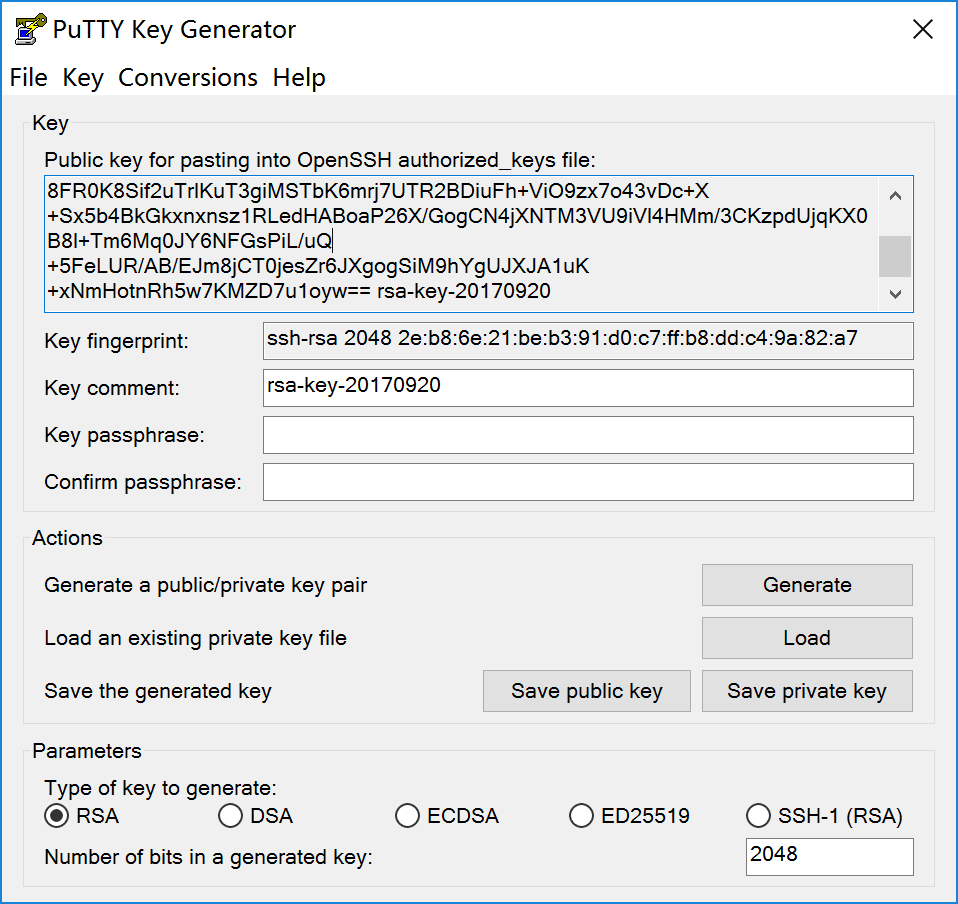 PuTTY Key Generator
File Key Conversions Help
Key
Public key for pasting into OpenSSH authorized_keys file:
8FR0K8Sif2uTrlKuT3giMSTbK6mrj7UTR2BDiuFh+ViO9zx7o43vDc+X
+Sx5b4BkGkxnxnsz1RLedHABoaP26X/GogCN4jXNTM3VU9iVl4HMm/3CKzpdUjqKX0
B8l+Tm6Mq0JY6NFGsPiL/uQ
+5FeLUR/AB/EJm8jCT0jesZr6JXgogSiM9hYgUJXJA1uK
+xNmHotnRh5w7KMZD7u1oyw== rsa-key-20170920
Key fingerprint: ssh-rsa 2048 2e:b8:6e:21:be:b3:91:d0:c7:ff:b8:dd:c4:9a:82:a7
Key comment: rsa-key-20170920
Key passphrase:
Confirm passphrase:
Actions
Generate a public/private key pair Generate
Load an existing private key file Load
Save the generated key Save public key Save private key
Parameters
Type of key to generate:
RSA DSA ECDSA ED25519 SSH-1 (RSA)
Number of bits in a generated key: 2048